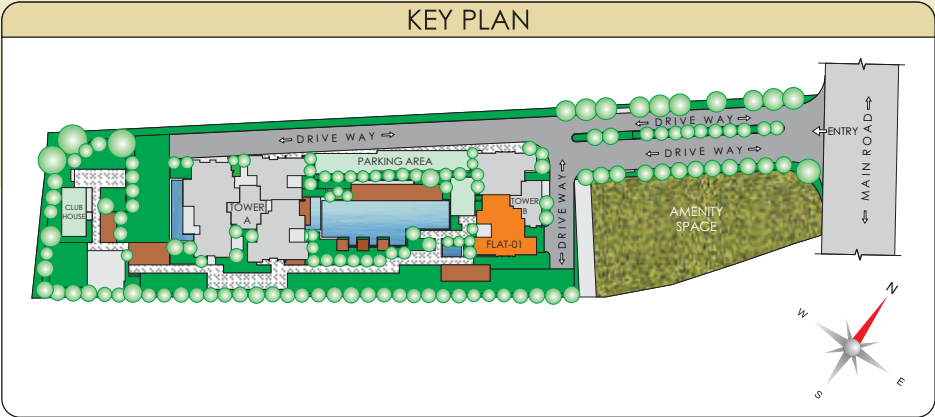 KEY PLAN
DRIVE WAY
ENTRY
DRIVE WAY
DRIVE WAY
MAIN ROAD
PARKING AREA
DRIVE WAY
CLUB
HOUSE
TOWER
A
TOWER
B
AMENITY
SPACE
FLAT-01
N
W
E
S